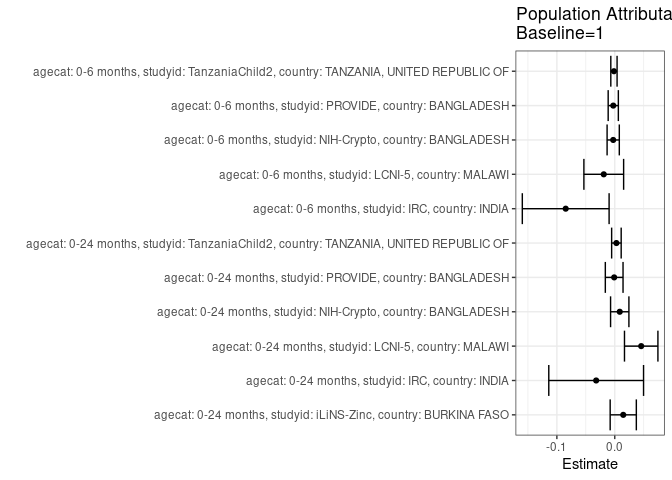 Population Attributa
Baseline=1
agecat: 0-6 months, studyid: TanzaniaChild2, country: TANZANIA, UNITED REPUBLIC OF
agecat: 0-6 months, studyid: PROVIDE, country: BANGLADESH
agecat: 0-6 months, studyid: NIH-Crypto, country: BANGLADESH
agecat: 0-6 months, studyid: LCNI-5, country: MALAWI
agecat: 0-6 months, studyid: IRC, country: INDIA
agecat: 0-24 months, studyid: TanzaniaChild2, country: TANZANIA, UNITED REPUBLIC OF
agecat: 0-24 months, studyid: PROVIDE, country: BANGLADESH
agecat: 0-24 months, studyid: NIH-Crypto, country: BANGLADESH
agecat: 0-24 months, studyid: LCNI-5, country: MALAWI
agecat: 0-24 months, studyid: IRC, country: INDIA
agecat: 0-24 months, studyid: iLiNS-Zinc, country: BURKINA FASO
-0.1 0.0
Estimate